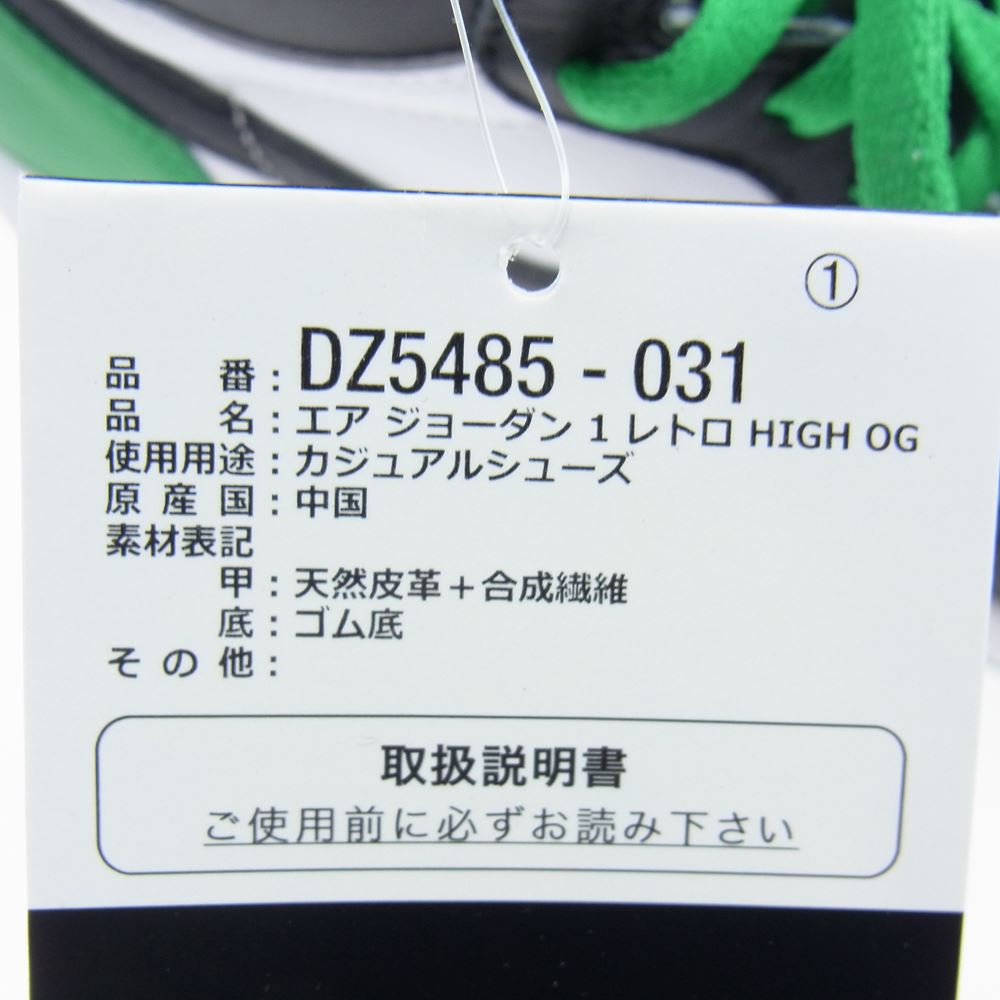 ①
品番：DZ5485 - 031
品名：エア ジョーダン 1 レトロ HIGH OG
使用用途：カジュアルシューズ
原産国：中国
素材表記
甲：天然皮革＋合成繊維
底：ゴム底
その他：
取扱説明書
ご使用前に必ずお読み下さい